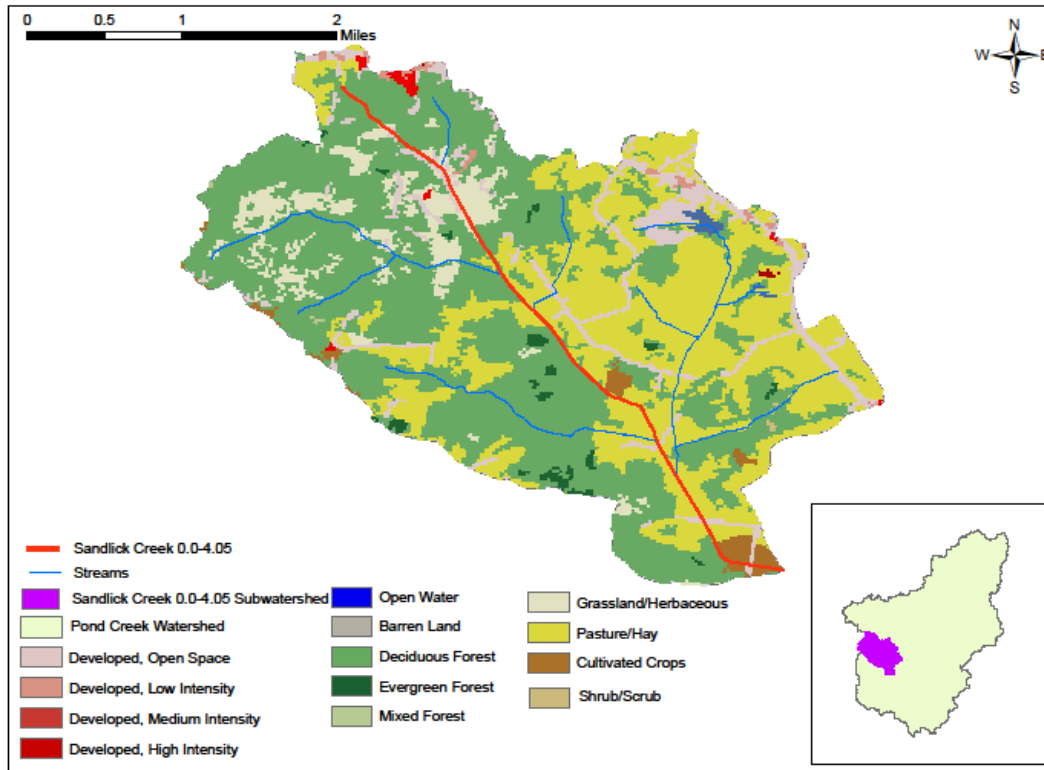 0 0.5 1 2
Miles
N
W E
S
Sandlick Creek 0.0-4.05
Streams
Sandlick Creek 0.0-4.05 Subwatershed
Pond Creek Watershed
Developed, Open Space
Developed, Low Intensity
Developed, Medium Intensity
Developed, High Intensity
Open Water
Barren Land
Deciduous Forest
Evergreen Forest
Mixed Forest
Grassland/Herbaceous
Pasture/Hay
Cultivated Crops
Shrub/Scrub